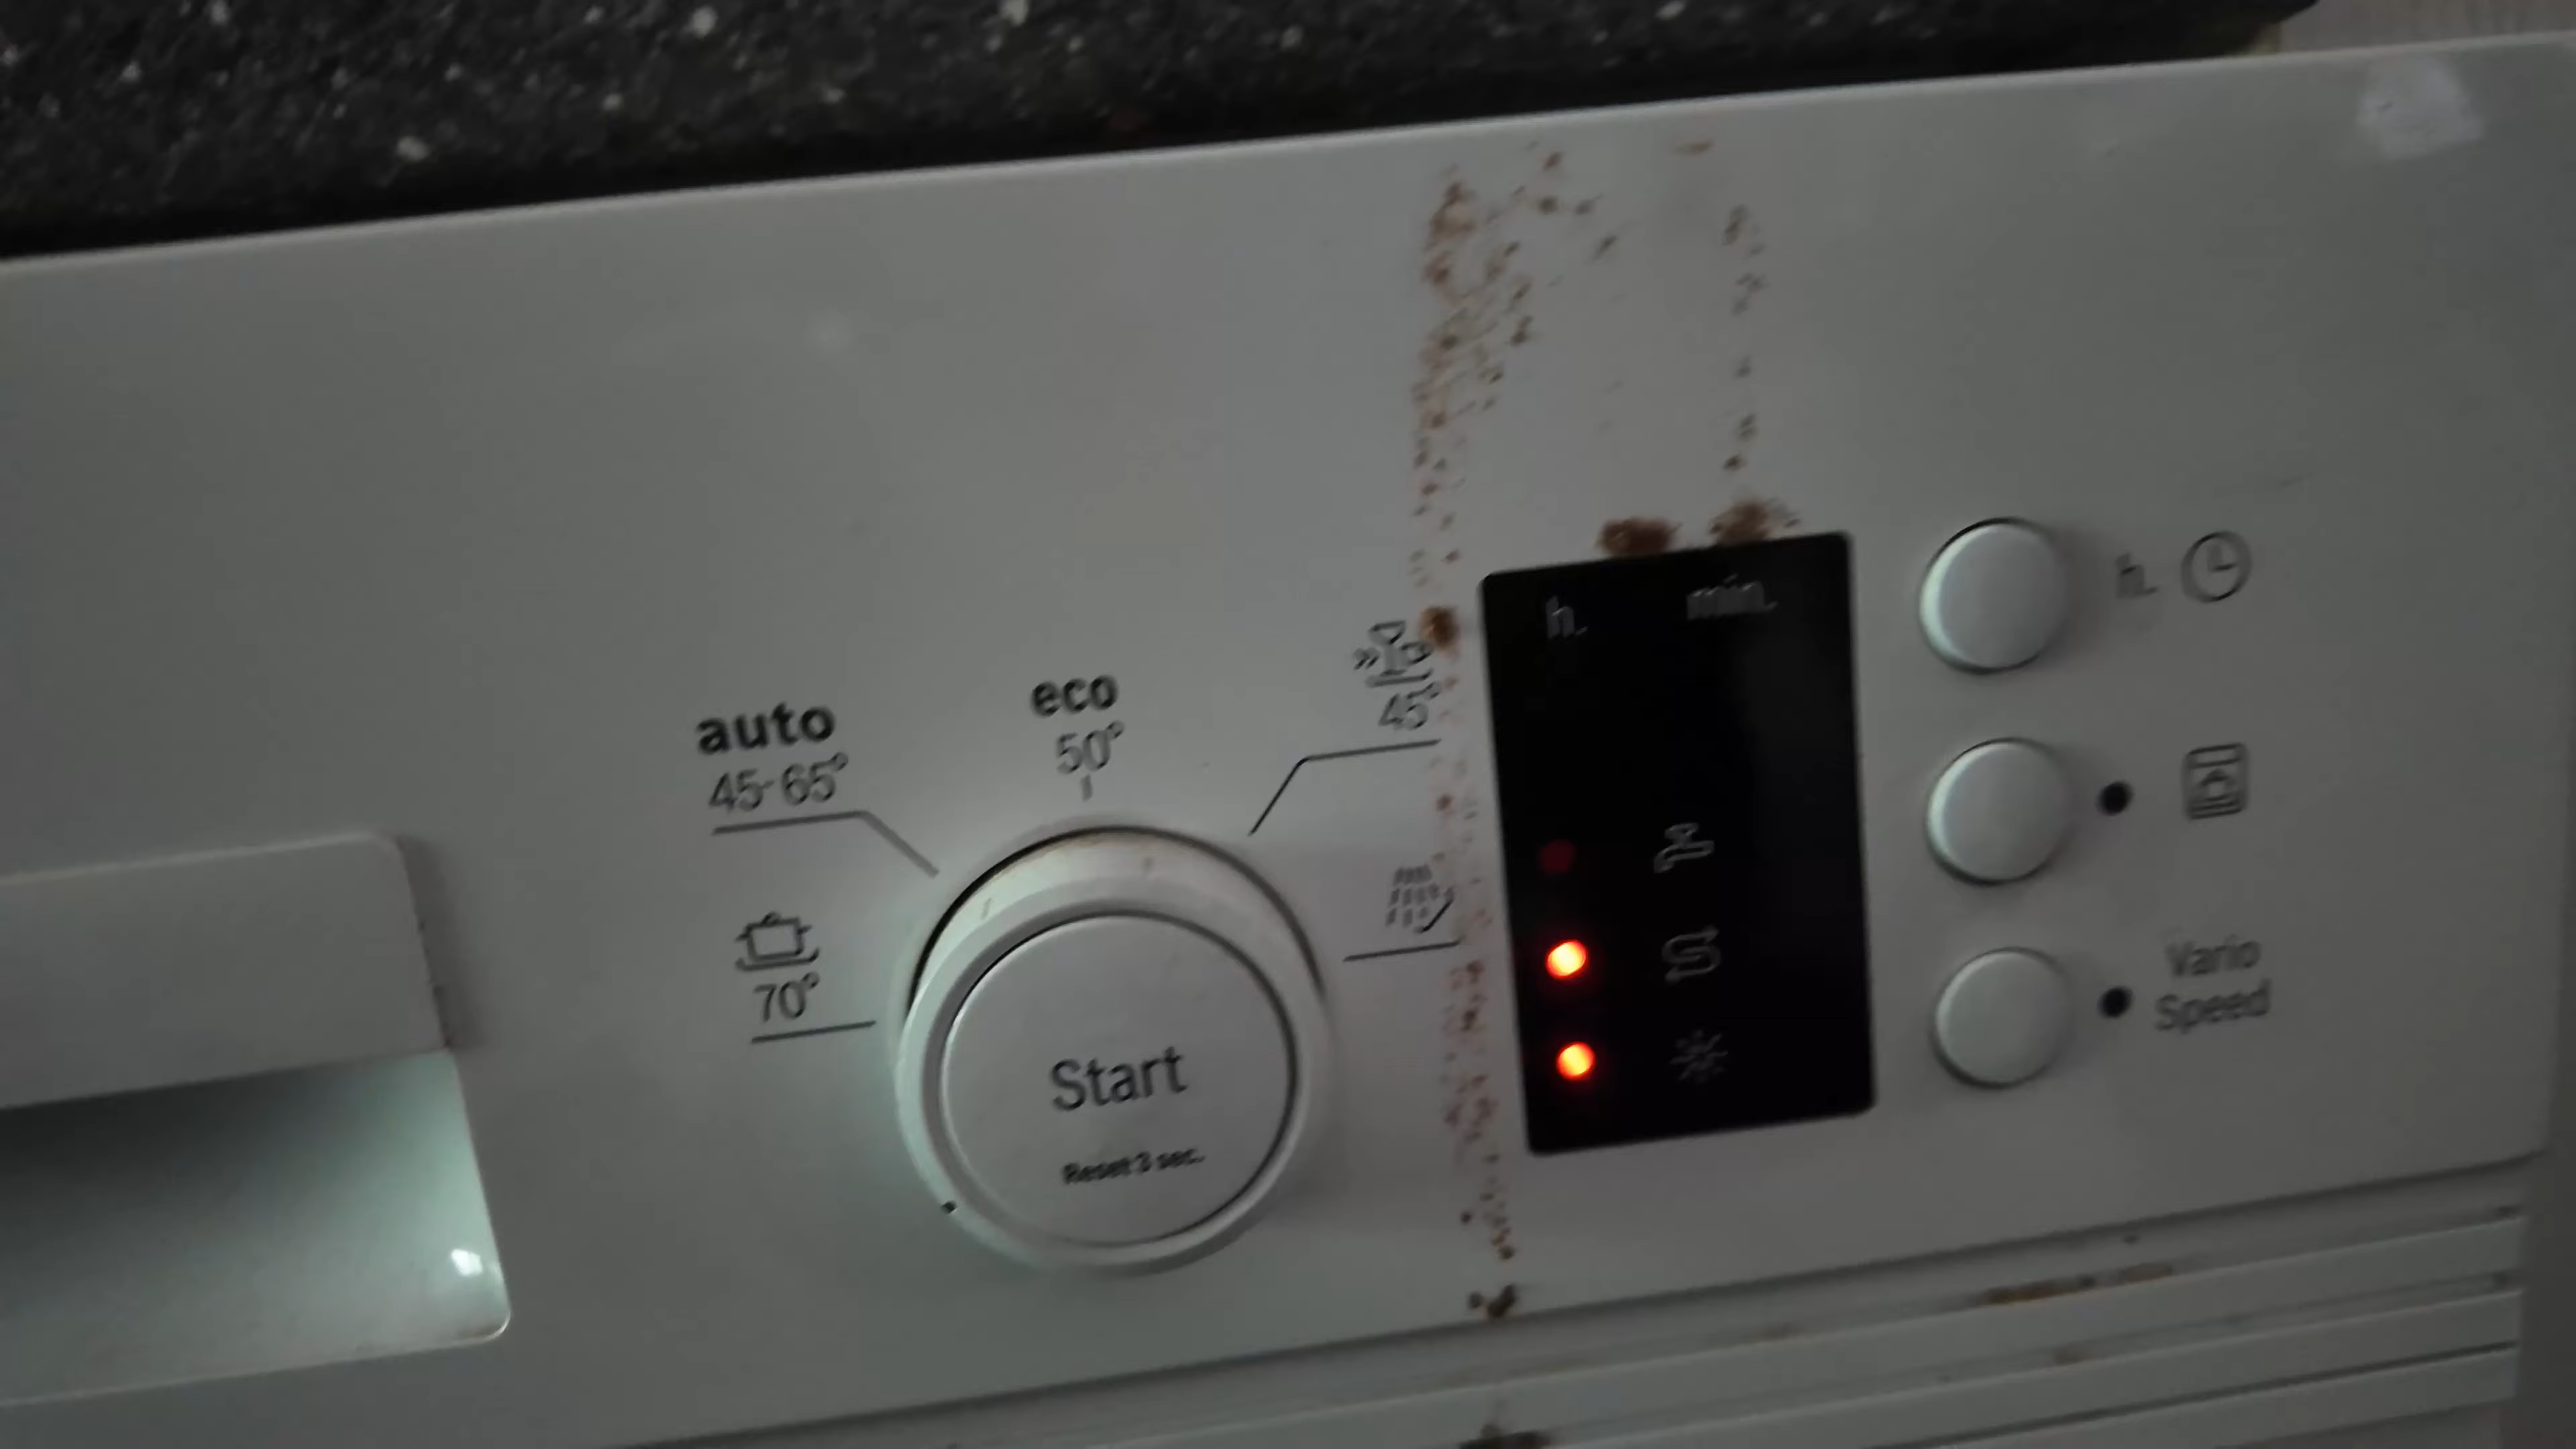 auto
45-65°
eco
50°
45°
70°
Start
Reset 3 sec.
h. min.
h.
Vario
Speed